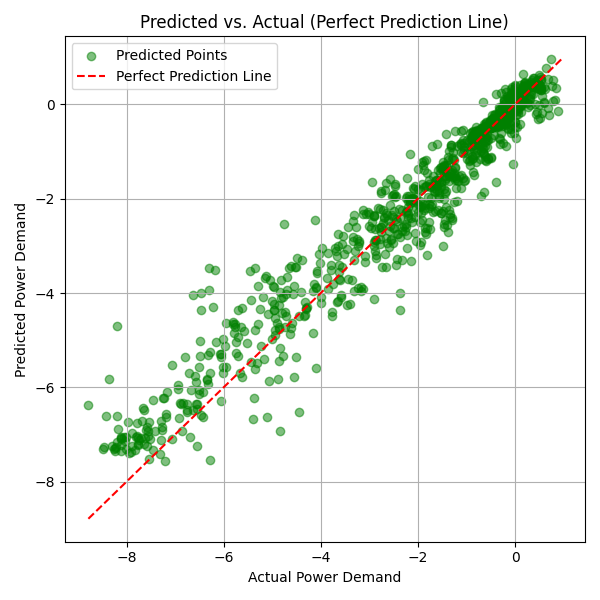 Predicted vs. Actual (Perfect Prediction Line)
Predicted Points
Perfect Prediction Line
0
−2
−4
−6
−8
Predicted Power Demand
−8 −6 −4 −2 0
Actual Power Demand